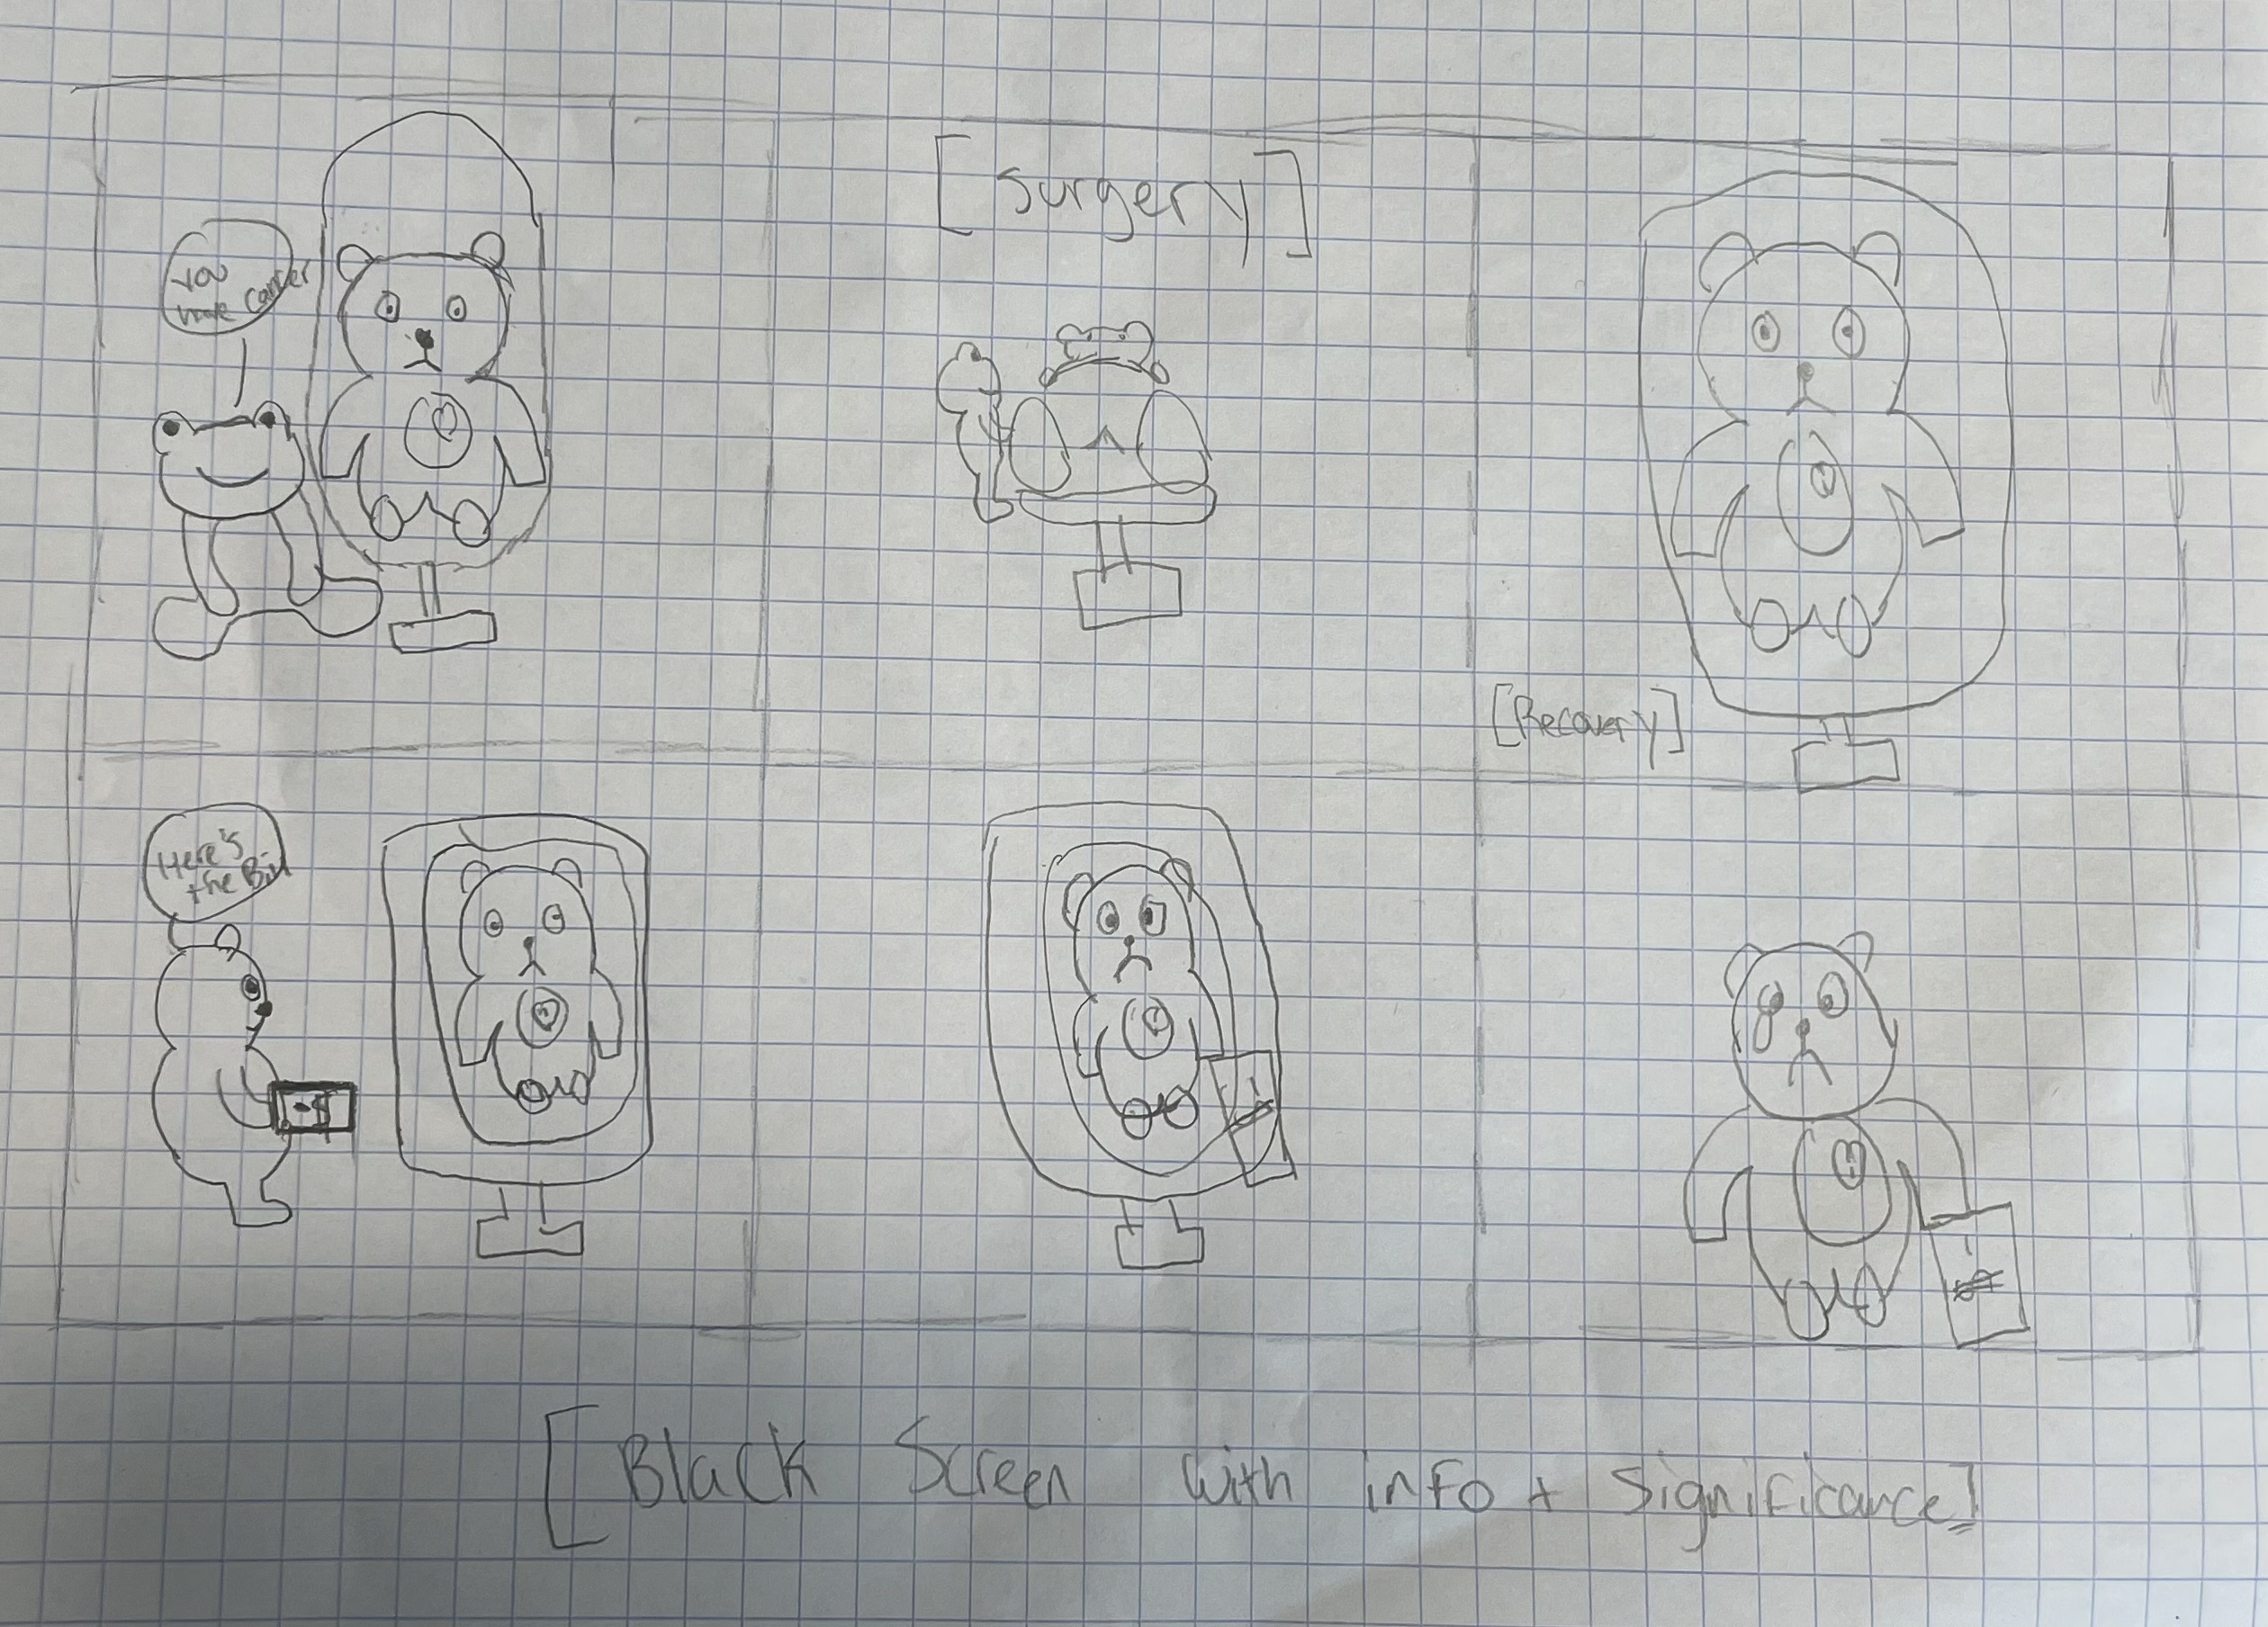 You
have cancer
[Surgery]
[Recovery]
Here's
the Bill
-$
-$
-$
[Black Screen with info + Significance]